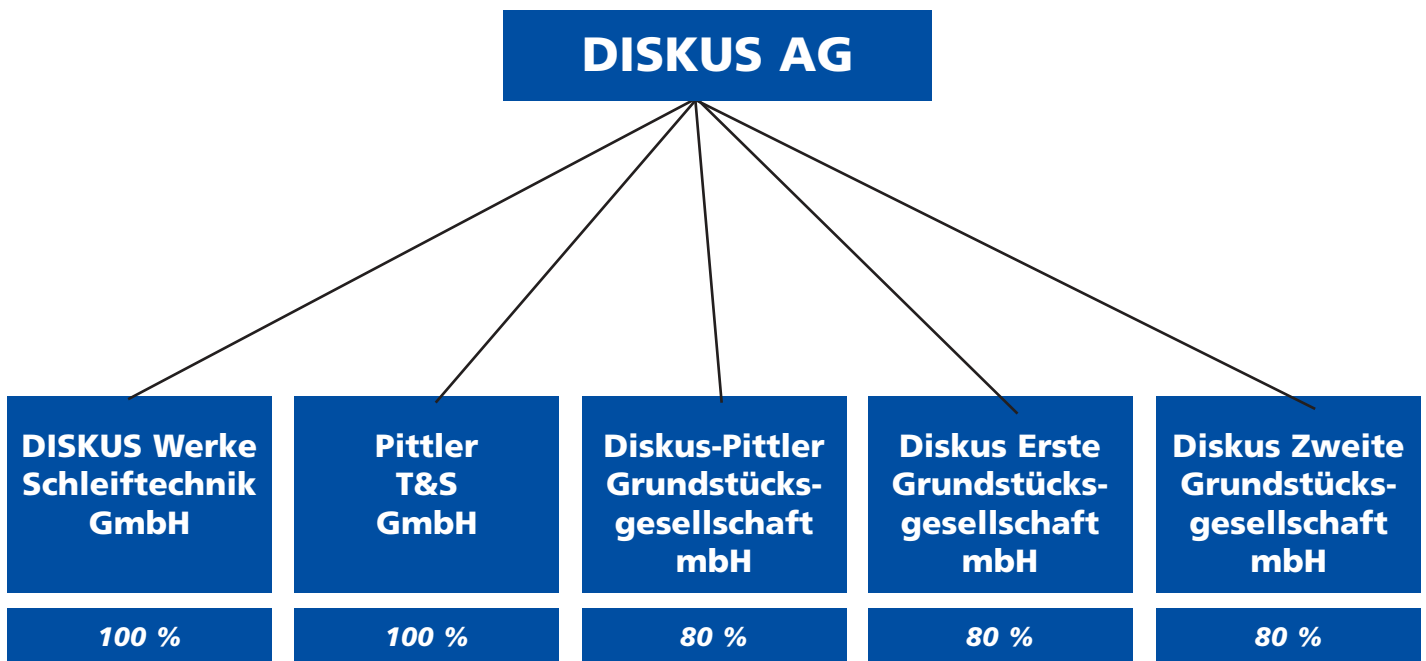 DISKUS AG
DISKUS Werke
Schleiftechnik
GmbH
Pittler
T&S
GmbH
Diskus-Pittler
Grundstücks-
gesellschaft
mbH
Diskus Erste
Grundstücks-
gesellschaft
mbH
Diskus Zweite
Grundstücks-
gesellschaft
mbH
100 %
100 %
80 %
80 %
80 %